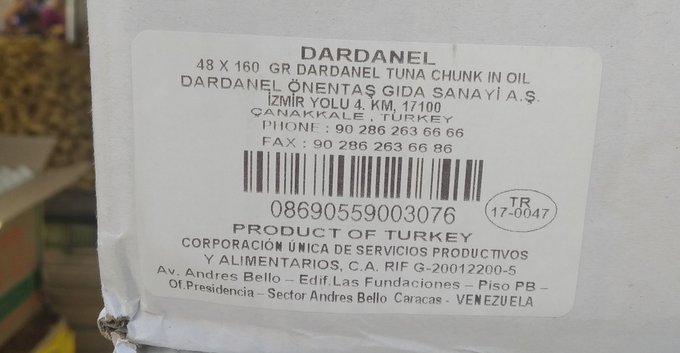 DARDANEL
48 X 160 GR DARDANEL TUNA CHUNK IN OIL
DARDANEL ÖNENTAŞ GIDA SANAYİ A.Ş.
İZMİR YOLU 4. KM, 17100
ÇANAKKALE , TURKEY
PHONE : 90 286 263 66 66
FAX : 90 286 263 66 86
08690559003076
TR
17-0047
PRODUCT OF TURKEY
CORPORACIÓN ÚNICA DE SERVICIOS PRODUCTIVOS
Y ALIMENTARIOS, C.A. RIF G-20012200-5
Av. Andres Bello – Edif.Las Fundaciones – Piso PB –
Of.Presidencia – Sector Andres Bello Caracas - VENEZUELA